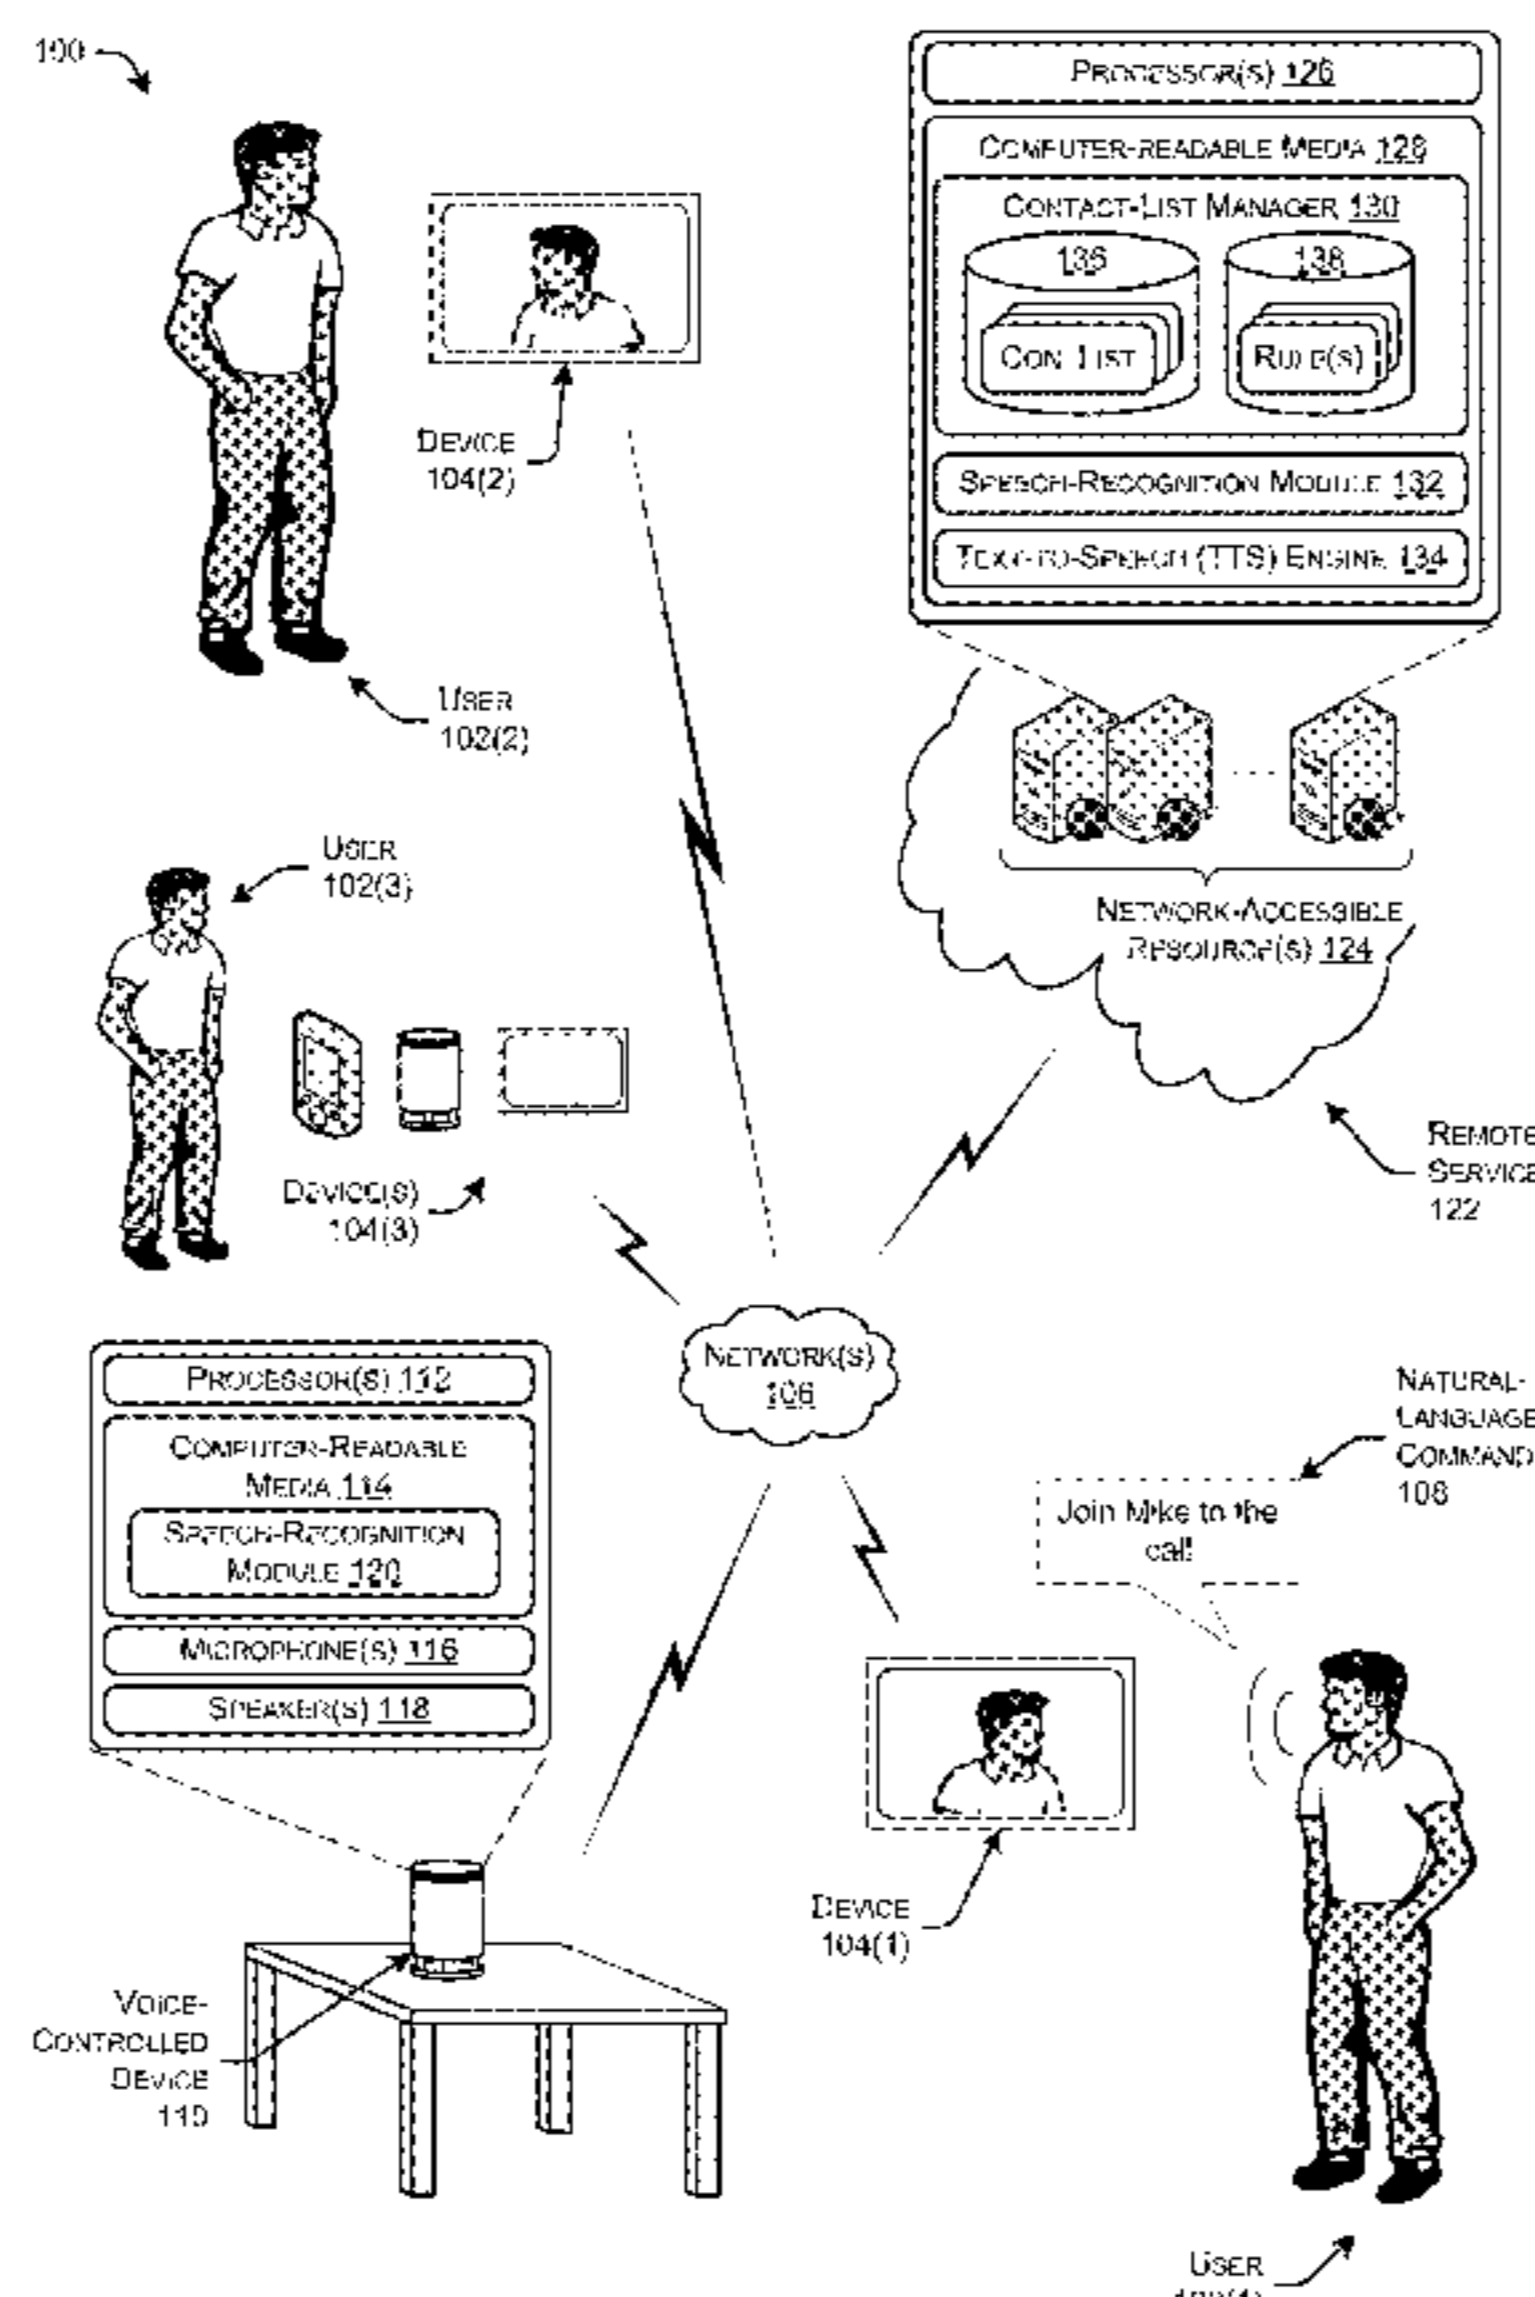 100
PROCESSOR(S) 126
COMPUTER-READABLE MEDIA 128
CONTACT-LIST MANAGER 130
136
138
CON LIST
RULE(S)
SPEECH-RECOGNITION MODULE 132
TEXT-TO-SPEECH (TTS) ENGINE 134
DEVICE
104(2)
USER
102(2)
USER
102(3)
NETWORK-ACCESSIBLE
RESOURCE(S) 124
REMOTE
SERVICE
122
DEVICE(S)
104(3)
NETWORK(S)
106
PROCESSOR(S) 112
COMPUTER-READABLE
MEDIA 114
SPEECH-RECOGNITION
MODULE 120
MICROPHONE(S) 116
SPEAKER(S) 118
NATURAL-
LANGUAGE
COMMAND
108
Join Mike to the
call
DEVICE
104(1)
VOICE-
CONTROLLED
DEVICE
110
USER